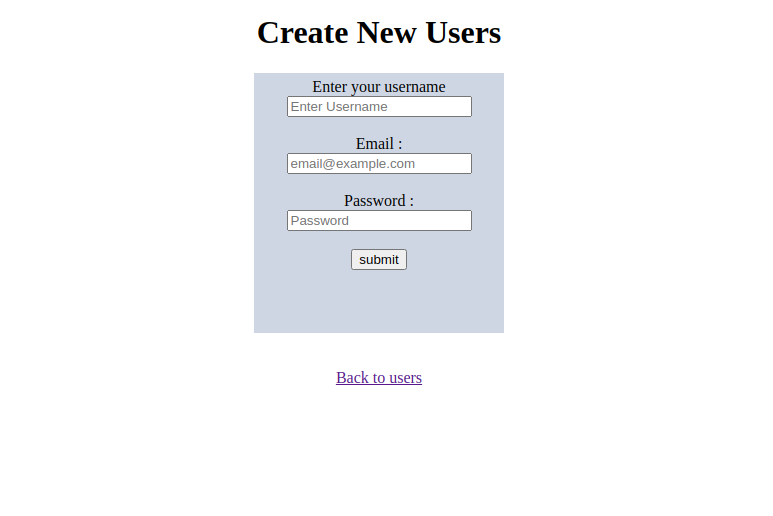 Create New Users
Enter your username
Enter Username
Email :
email@example.com
Password :
Password
submit
Back to users